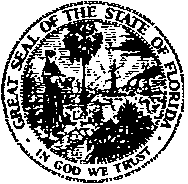 GREAT SEAL OF THE STATE OF FLORIDA
IN GOD WE TRUST